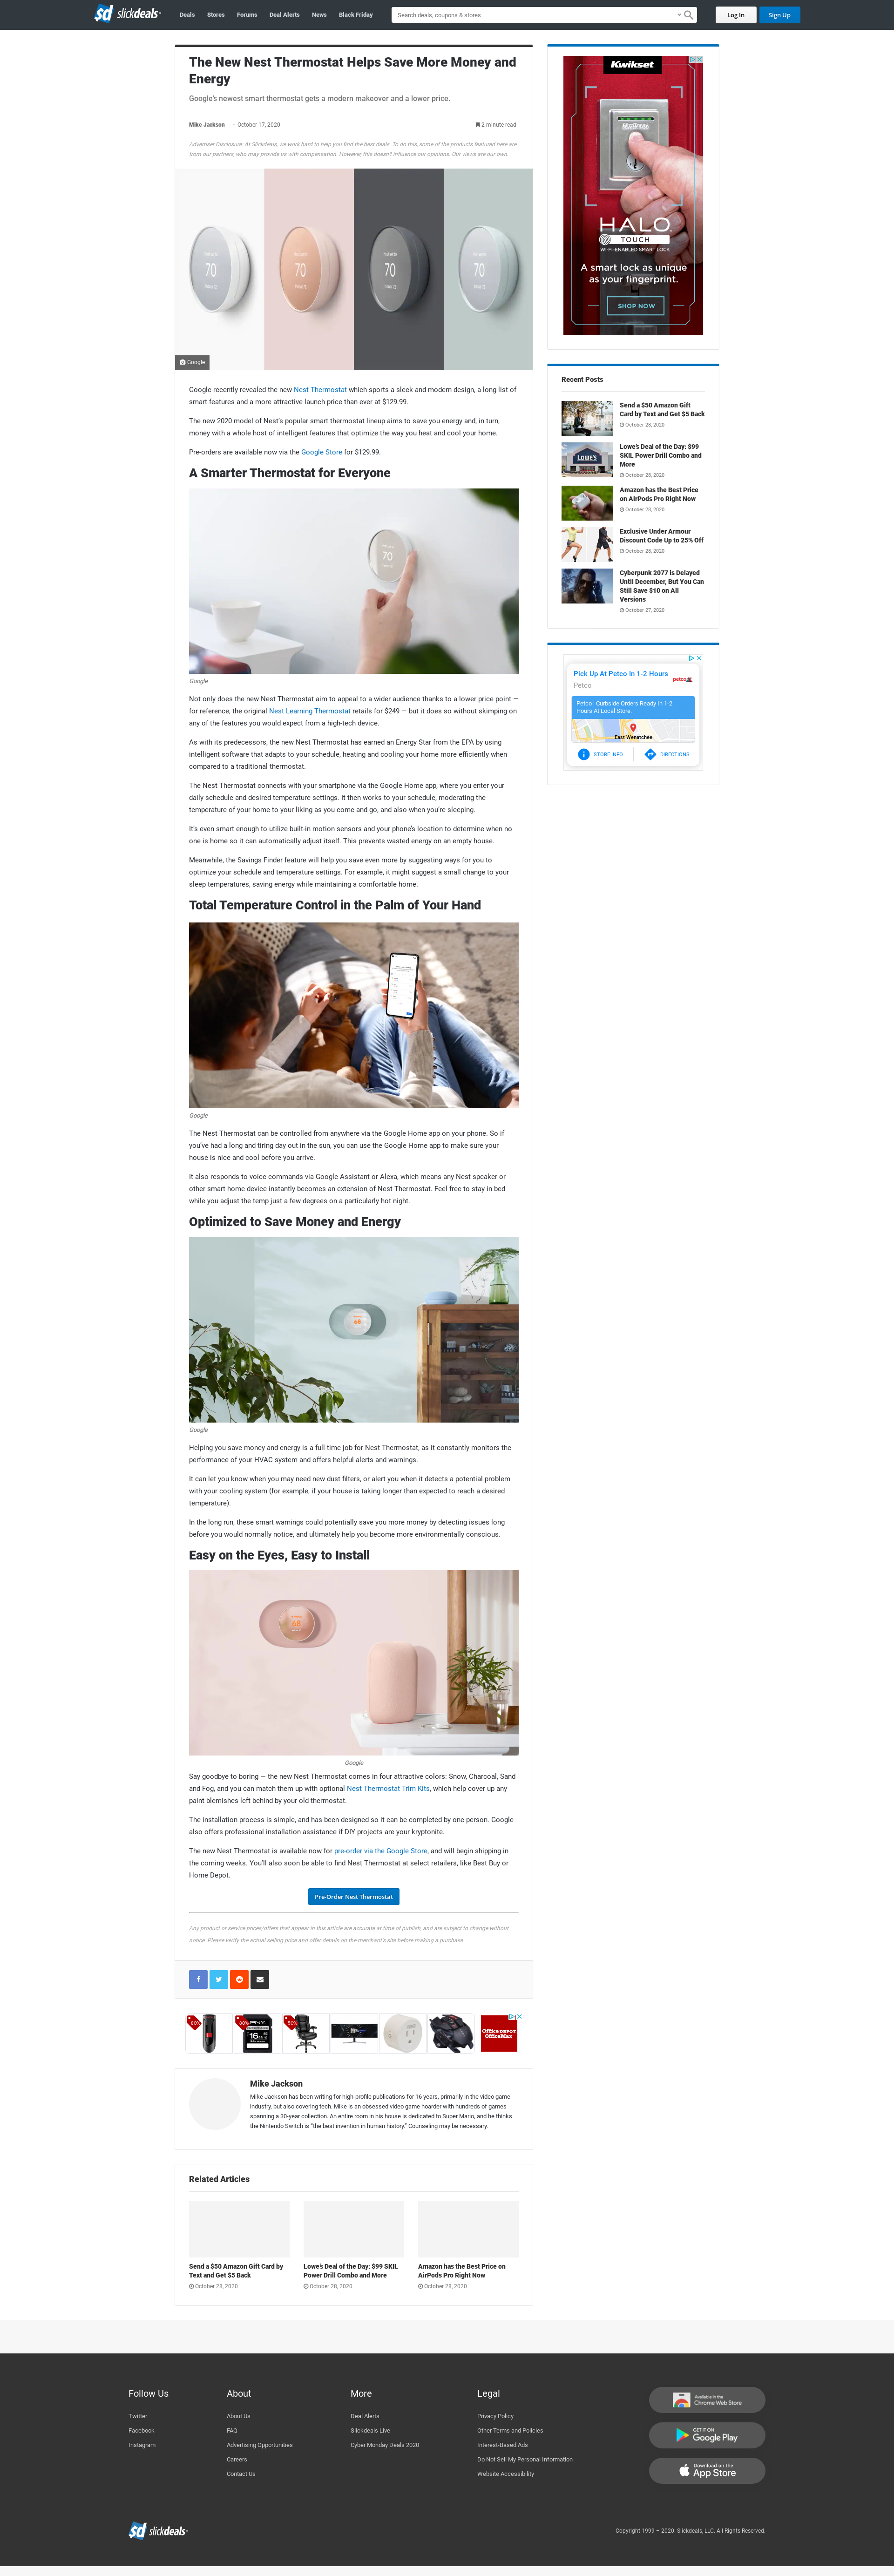 sd slickdeals
Deals
Stores
Forums
Deal Alerts
News
Black Friday
Search deals, coupons & stores
Log In
Sign Up
The New Nest Thermostat Helps Save More Money and
Energy
Google's newest smart thermostat gets a modern makeover and a lower price.
Mike Jackson · October 17, 2020
2 minute read
Advertiser Disclosure: At Slickdeals, we work hard to help you find the best deals. To do this, some of the products featured here are
from our partners, who may provide us with compensation. However, this doesn't influence our opinions. Our views are our own.
70
70
70
70
Google
Google recently revealed the new Nest Thermostat which sports a sleek and modern design, a long list of
smart features and a more attractive launch price than ever at $129.99.
The new 2020 model of Nest's popular smart thermostat lineup aims to save you energy and, in turn,
money with a whole host of intelligent features that optimize the way you heat and cool your home.
Pre-orders are available now via the Google Store for $129.99.
A Smarter Thermostat for Everyone
70
Google
Not only does the new Nest Thermostat aim to appeal to a wider audience thanks to a lower price point —
for reference, the original Nest Learning Thermostat retails for $249 — but it does so without skimping on
any of the features you would expect from a high-tech device.
As with its predecessors, the new Nest Thermostat has earned an Energy Star from the EPA by using
intelligent software that adapts to your schedule, heating and cooling your home more efficiently when
compared to a traditional thermostat.
The Nest Thermostat connects with your smartphone via the Google Home app, where you enter your
daily schedule and desired temperature settings. It then works to your schedule, moderating the
temperature of your home to your liking as you come and go, and also when you're sleeping.
It's even smart enough to utilize built-in motion sensors and your phone's location to determine when no
one is home so it can automatically adjust itself. This prevents wasted energy on an empty house.
Meanwhile, the Savings Finder feature will help you save even more by suggesting ways for you to
optimize your schedule and temperature settings. For example, it might suggest a small change to your
sleep temperatures, saving energy while maintaining a comfortable home.
Total Temperature Control in the Palm of Your Hand
Google
The Nest Thermostat can be controlled from anywhere via the Google Home app on your phone. So if
you've had a long and tiring day out in the sun, you can use the Google Home app to make sure your
house is nice and cool before you arrive.
It also responds to voice commands via Google Assistant or Alexa, which means any Nest speaker or
other smart home device instantly becomes an extension of Nest Thermostat. Feel free to stay in bed
while you adjust the temp just a few degrees on a particularly hot night.
Optimized to Save Money and Energy
68
Google
Helping you save money and energy is a full-time job for Nest Thermostat, as it constantly monitors the
performance of your HVAC system and offers helpful alerts and warnings.
It can let you know when you may need new dust filters, or alert you when it detects a potential problem
with your cooling system (for example, if your house is taking longer than expected to reach a desired
temperature).
In the long run, these smart warnings could potentially save you more money by detecting issues long
before you would normally notice, and ultimately help you become more environmentally conscious.
Easy on the Eyes, Easy to Install
68
Google
Say goodbye to boring — the new Nest Thermostat comes in four attractive colors: Snow, Charcoal, Sand
and Fog, and you can match them up with optional Nest Thermostat Trim Kits, which help cover up any
paint blemishes left behind by your old thermostat.
The installation process is simple, and has been designed so it can be completed by one person. Google
also offers professional installation assistance if DIY projects are your kryptonite.
The new Nest Thermostat is available now for pre-order via the Google Store, and will begin shipping in
the coming weeks. You'll also soon be able to find Nest Thermostat at select retailers, like Best Buy or
Home Depot.
Pre-Order Nest Thermostat
Any product or service prices/offers that appear in this article are accurate at time of publish, and are subject to change without
notice. Please verify the actual selling price and offer details on the merchant's site before making a purchase.
-80%
-80%
PNY
16
-50%
Office DEPOT
OfficeMax
Mike Jackson
Mike Jackson has been writing for high-profile publications for 16 years, primarily in the video game
industry, but also covering tech. Mike is an obsessed video game hoarder with hundreds of games
spanning a 30-year collection. An entire room in his house is dedicated to Super Mario, and he thinks
the Nintendo Switch is "the best invention in human history." Counseling may be necessary.
Related Articles
Send a $50 Amazon Gift Card by
Text and Get $5 Back
October 28, 2020
Lowe's Deal of the Day: $99 SKIL
Power Drill Combo and More
October 28, 2020
Amazon has the Best Price on
AirPods Pro Right Now
October 28, 2020
Kwikset
Kwikset
HALO
TOUCH
WI-FI-ENABLED SMART LOCK
A smart lock as unique
as your fingerprint.
SHOP NOW
Recent Posts
Send a $50 Amazon Gift
Card by Text and Get $5 Back
October 28, 2020
LOWE'S
Lowe's Deal of the Day: $99
SKIL Power Drill Combo and
More
October 28, 2020
Amazon has the Best Price
on AirPods Pro Right Now
October 28, 2020
Exclusive Under Armour
Discount Code Up to 25% Off
October 28, 2020
Cyberpunk 2077 is Delayed
Until December, But You Can
Still Save $10 on All
Versions
October 27, 2020
Pick Up At Petco In 1-2 Hours
Petco
petco
Petco | Curbside Orders Ready In 1-2
Hours At Local Store.
East Wenatchee
STORE INFO
DIRECTIONS
Follow Us
Twitter
Facebook
Instagram
About
About Us
FAQ
Advertising Opportunities
Careers
Contact Us
More
Deal Alerts
Slickdeals Live
Cyber Monday Deals 2020
Legal
Privacy Policy
Other Terms and Policies
Interest-Based Ads
Do Not Sell My Personal Information
Website Accessibility
Available in the
Chrome Web Store
GET IT ON
Google Play
Download on the
App Store
sd slickdeals
Copyright 1999 – 2020. Slickdeals, LLC. All Rights Reserved.